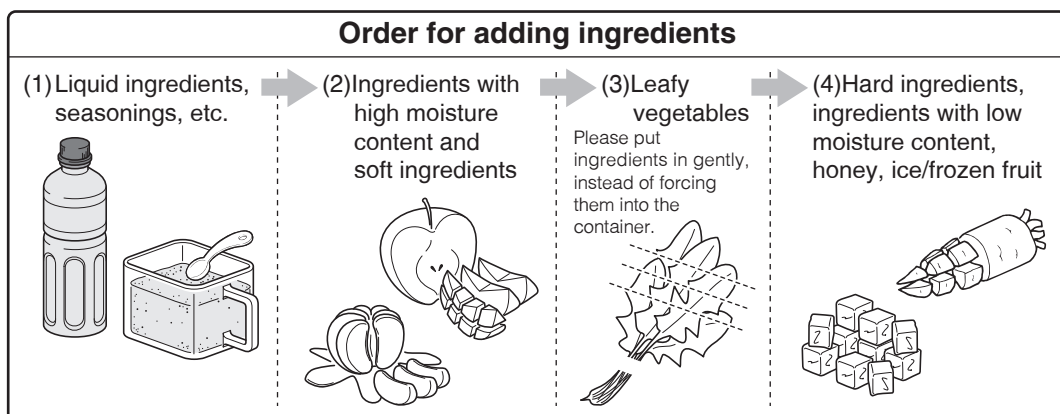 Order for adding ingredients
(1)Liquid ingredients,
seasonings, etc.
(2)Ingredients with
high moisture
content and
soft ingredients
(3)Leafy
vegetables
Please put
ingredients in gently,
instead of forcing
them into the
container.
(4)Hard ingredients,
ingredients with low
moisture content,
honey, ice/frozen fruit